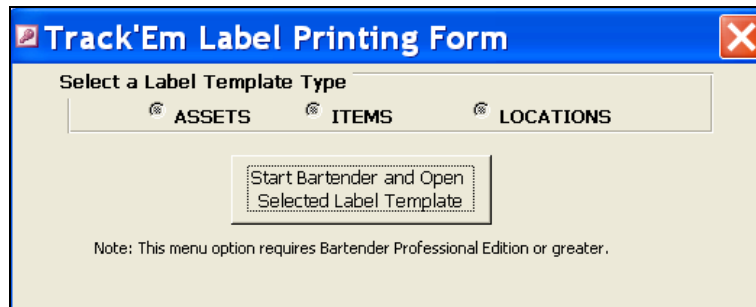 Track'Em Label Printing Form
Select a Label Template Type
ASSETS ITEMS LOCATIONS
Start Bartender and Open
Selected Label Template
Note: This menu option requires Bartender Professional Edition or greater.